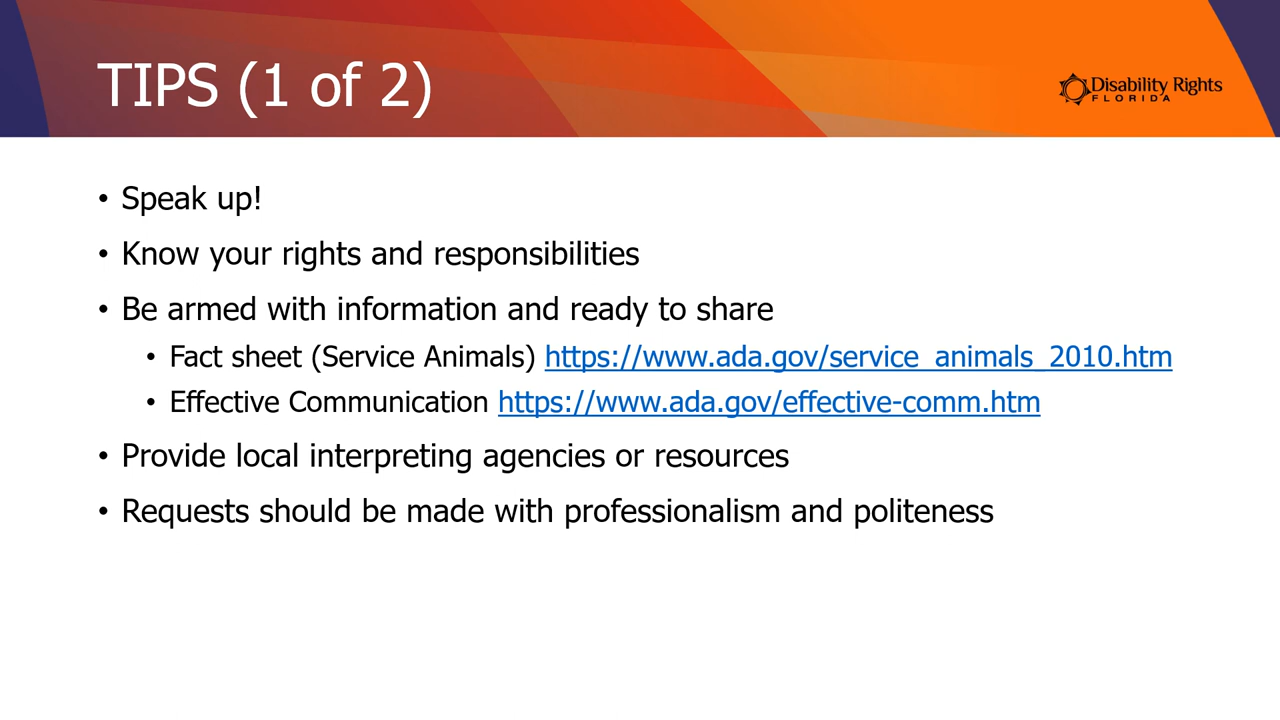 TIPS (1 of 2)
Disability Rights
FLORIDA
• Speak up!
• Know your rights and responsibilities
• Be armed with information and ready to share
• Fact sheet (Service Animals) https://www.ada.gov/service_animals_2010.htm
• Effective Communication https://www.ada.gov/effective-comm.htm
• Provide local interpreting agencies or resources
• Requests should be made with professionalism and politeness